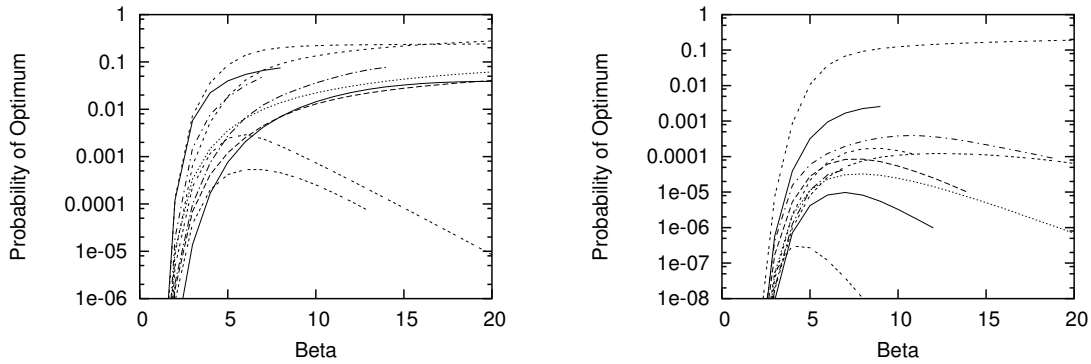 Probability of Optimum
1
0.1
0.01
0.001
0.0001
1e-05
1e-06
0 5 10 15 20
Beta
Probability of Optimum
1
0.1
0.01
0.001
0.0001
1e-05
1e-06
1e-07
1e-08
0 5 10 15 20
Beta